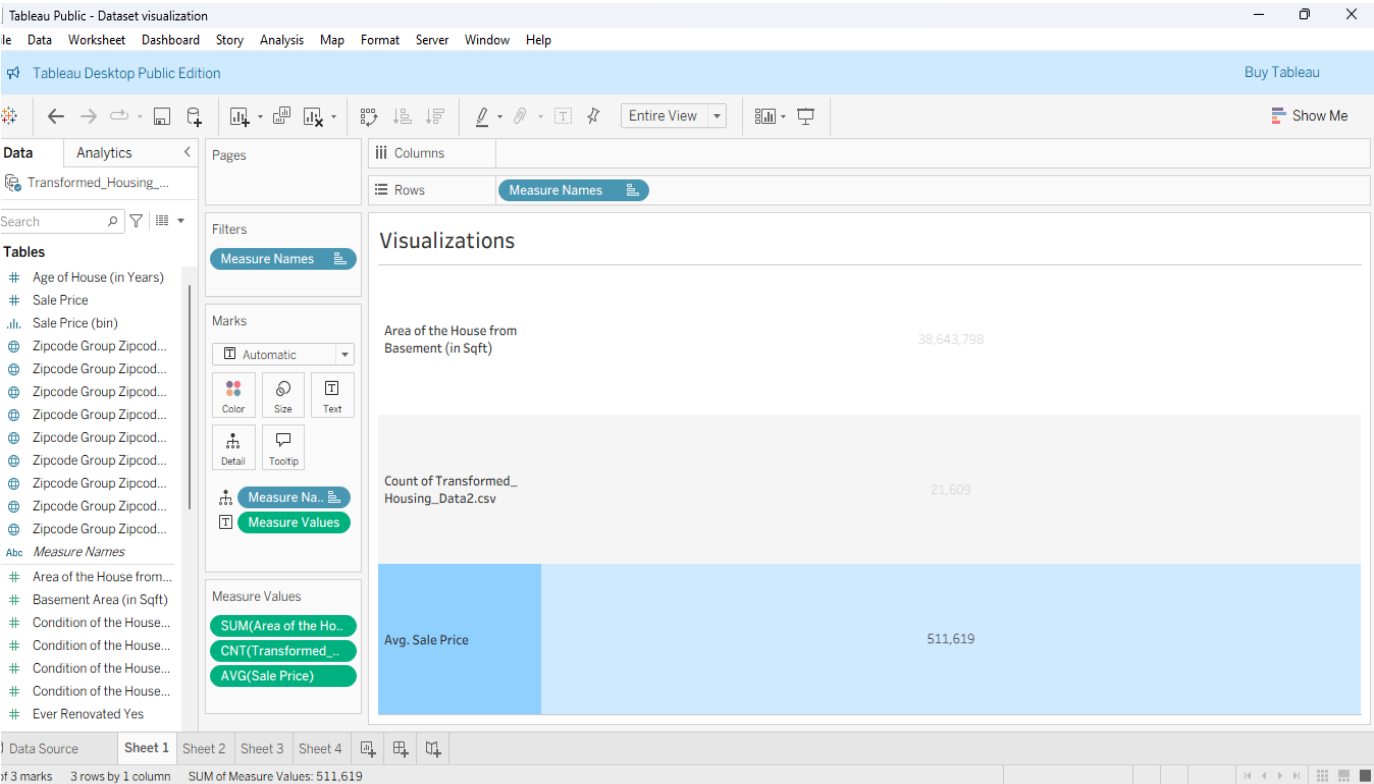 Tableau Public - Dataset visualization
le Data Worksheet Dashboard Story Analysis Map Format Server Window Help
Tableau Desktop Public Edition Buy Tableau
Entire View Show Me
Data Analytics
Transformed_Housing_...
Search
Tables
Age of House (in Years)
Sale Price
Sale Price (bin)
Zipcode Group Zipcod...
Zipcode Group Zipcod...
Zipcode Group Zipcod...
Zipcode Group Zipcod...
Zipcode Group Zipcod...
Zipcode Group Zipcod...
Zipcode Group Zipcod...
Zipcode Group Zipcod...
Zipcode Group Zipcod...
Abc Measure Names
Area of the House from...
Basement Area (in Sqft)
Condition of the House...
Condition of the House...
Condition of the House...
Condition of the House...
Ever Renovated Yes
Pages
Filters
Measure Names
Marks
Automatic
Color Size Text
Detail Tooltip
Measure Na..
Measure Values
Measure Values
SUM(Area of the Ho..
CNT(Transformed_..
AVG(Sale Price)
Columns
Rows Measure Names
Visualizations
Area of the House from
Basement (in Sqft)
38,643,798
Count of Transformed_
Housing_Data2.csv
21,609
Avg. Sale Price
511,619
Data Source Sheet 1 Sheet 2 Sheet 3 Sheet 4
of 3 marks 3 rows by 1 column SUM of Measure Values: 511,619